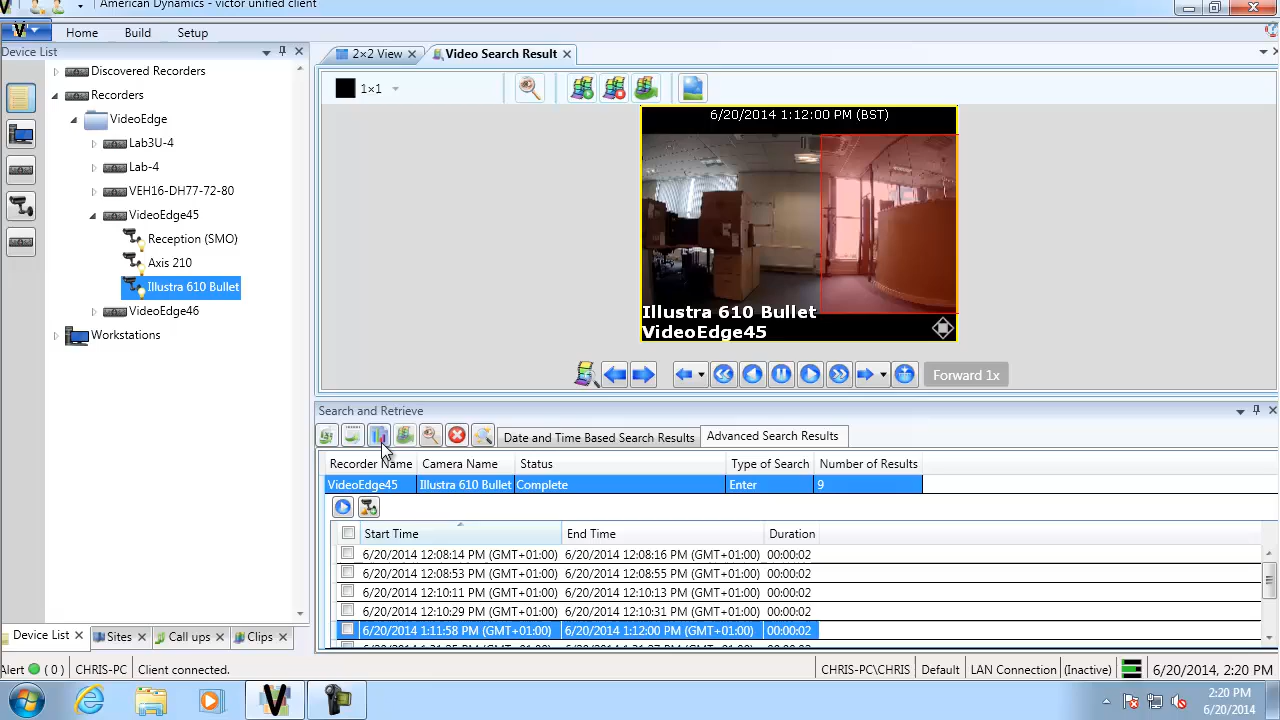 American Dynamics - victor unified client
Home Build Setup
Device List
Discovered Recorders
Recorders
VideoEdge
Lab3U-4
Lab-4
VEH16-DH77-72-80
VideoEdge45
Reception (SMO)
Axis 210
Illustra 610 Bullet
VideoEdge46
Workstations
Device List Sites Call ups Clips
2×2 View Video Search Result
1×1
6/20/2014 1:12:00 PM (BST)
Illustra 610 Bullet
VideoEdge45
Forward 1x
Search and Retrieve
Date and Time Based Search Results Advanced Search Results
Recorder Name Camera Name Status Type of Search Number of Results
VideoEdge45 Illustra 610 Bullet Complete Enter 9
Start Time End Time Duration
6/20/2014 12:08:14 PM (GMT+01:00) 6/20/2014 12:08:16 PM (GMT+01:00) 00:00:02
6/20/2014 12:08:53 PM (GMT+01:00) 6/20/2014 12:08:55 PM (GMT+01:00) 00:00:02
6/20/2014 12:10:11 PM (GMT+01:00) 6/20/2014 12:10:13 PM (GMT+01:00) 00:00:02
6/20/2014 12:10:29 PM (GMT+01:00) 6/20/2014 12:10:31 PM (GMT+01:00) 00:00:02
6/20/2014 1:11:58 PM (GMT+01:00) 6/20/2014 1:12:00 PM (GMT+01:00) 00:00:02
Alert ( 0 ) CHRIS-PC Client connected. CHRIS-PC\CHRIS Default LAN Connection (Inactive) 6/20/2014, 2:20 PM
2:20 PM
6/20/2014